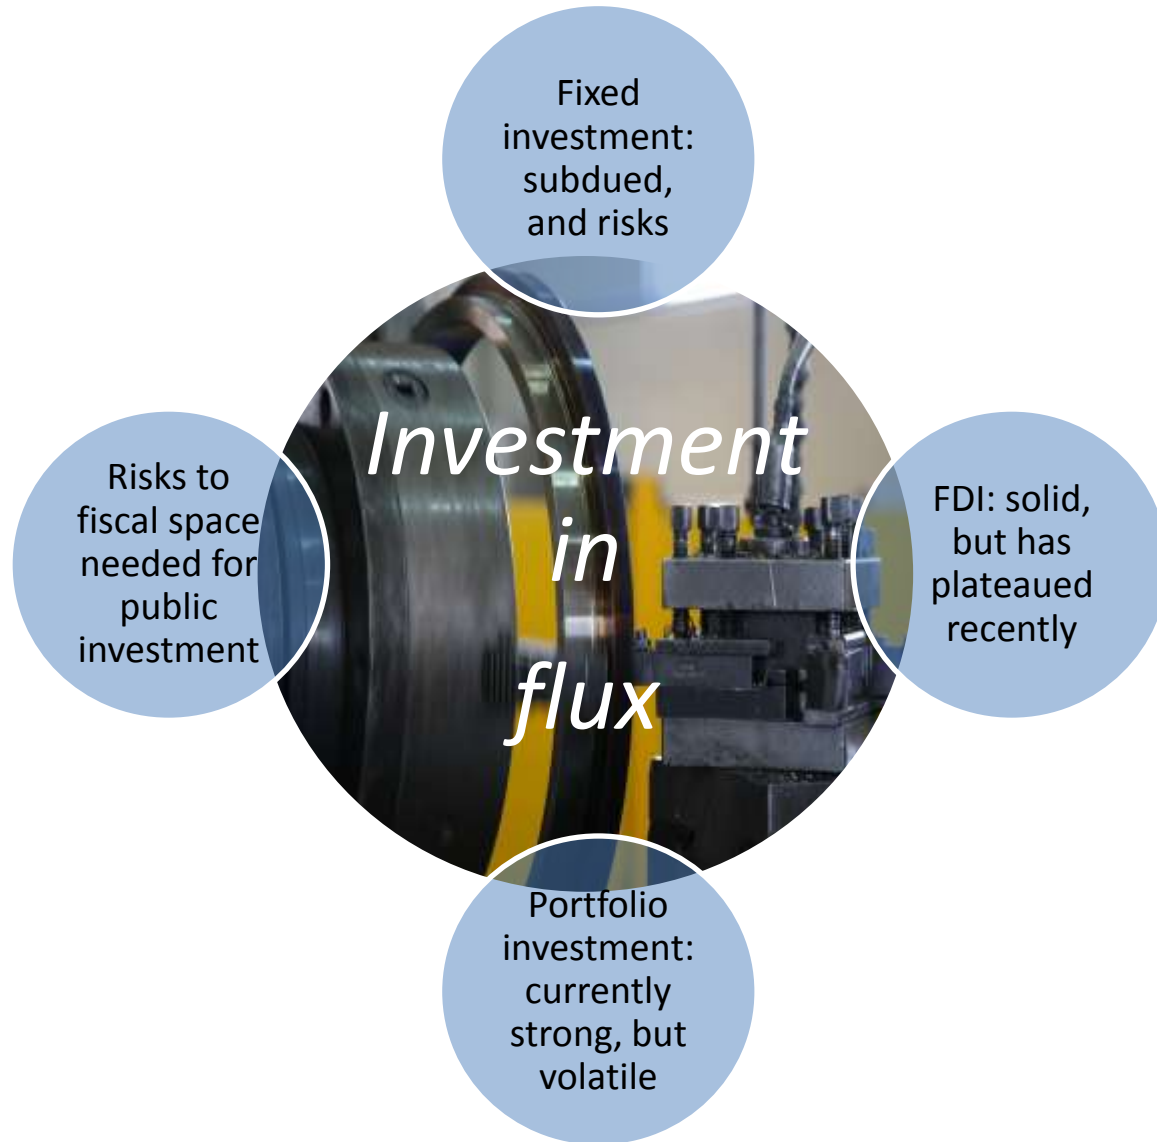 Fixed
investment:
subdued,
and risks
Investment
in
flux
Risks to
fiscal space
needed for
public
investment
FDI: solid,
but has
plateaued
recently
Portfolio
investment:
currently
strong, but
volatile